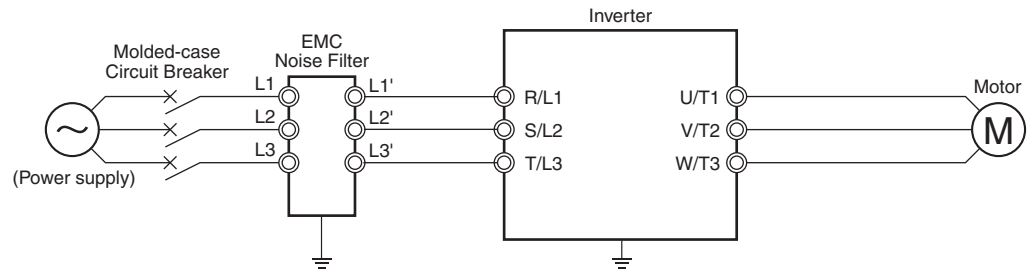 Inverter
EMC
Noise Filter
Molded-case
Circuit Breaker
L1
L1'
R/L1
U/T1
Motor
L2
L2'
S/L2
V/T2
M
L3
L3'
T/L3
W/T3
(Power supply)